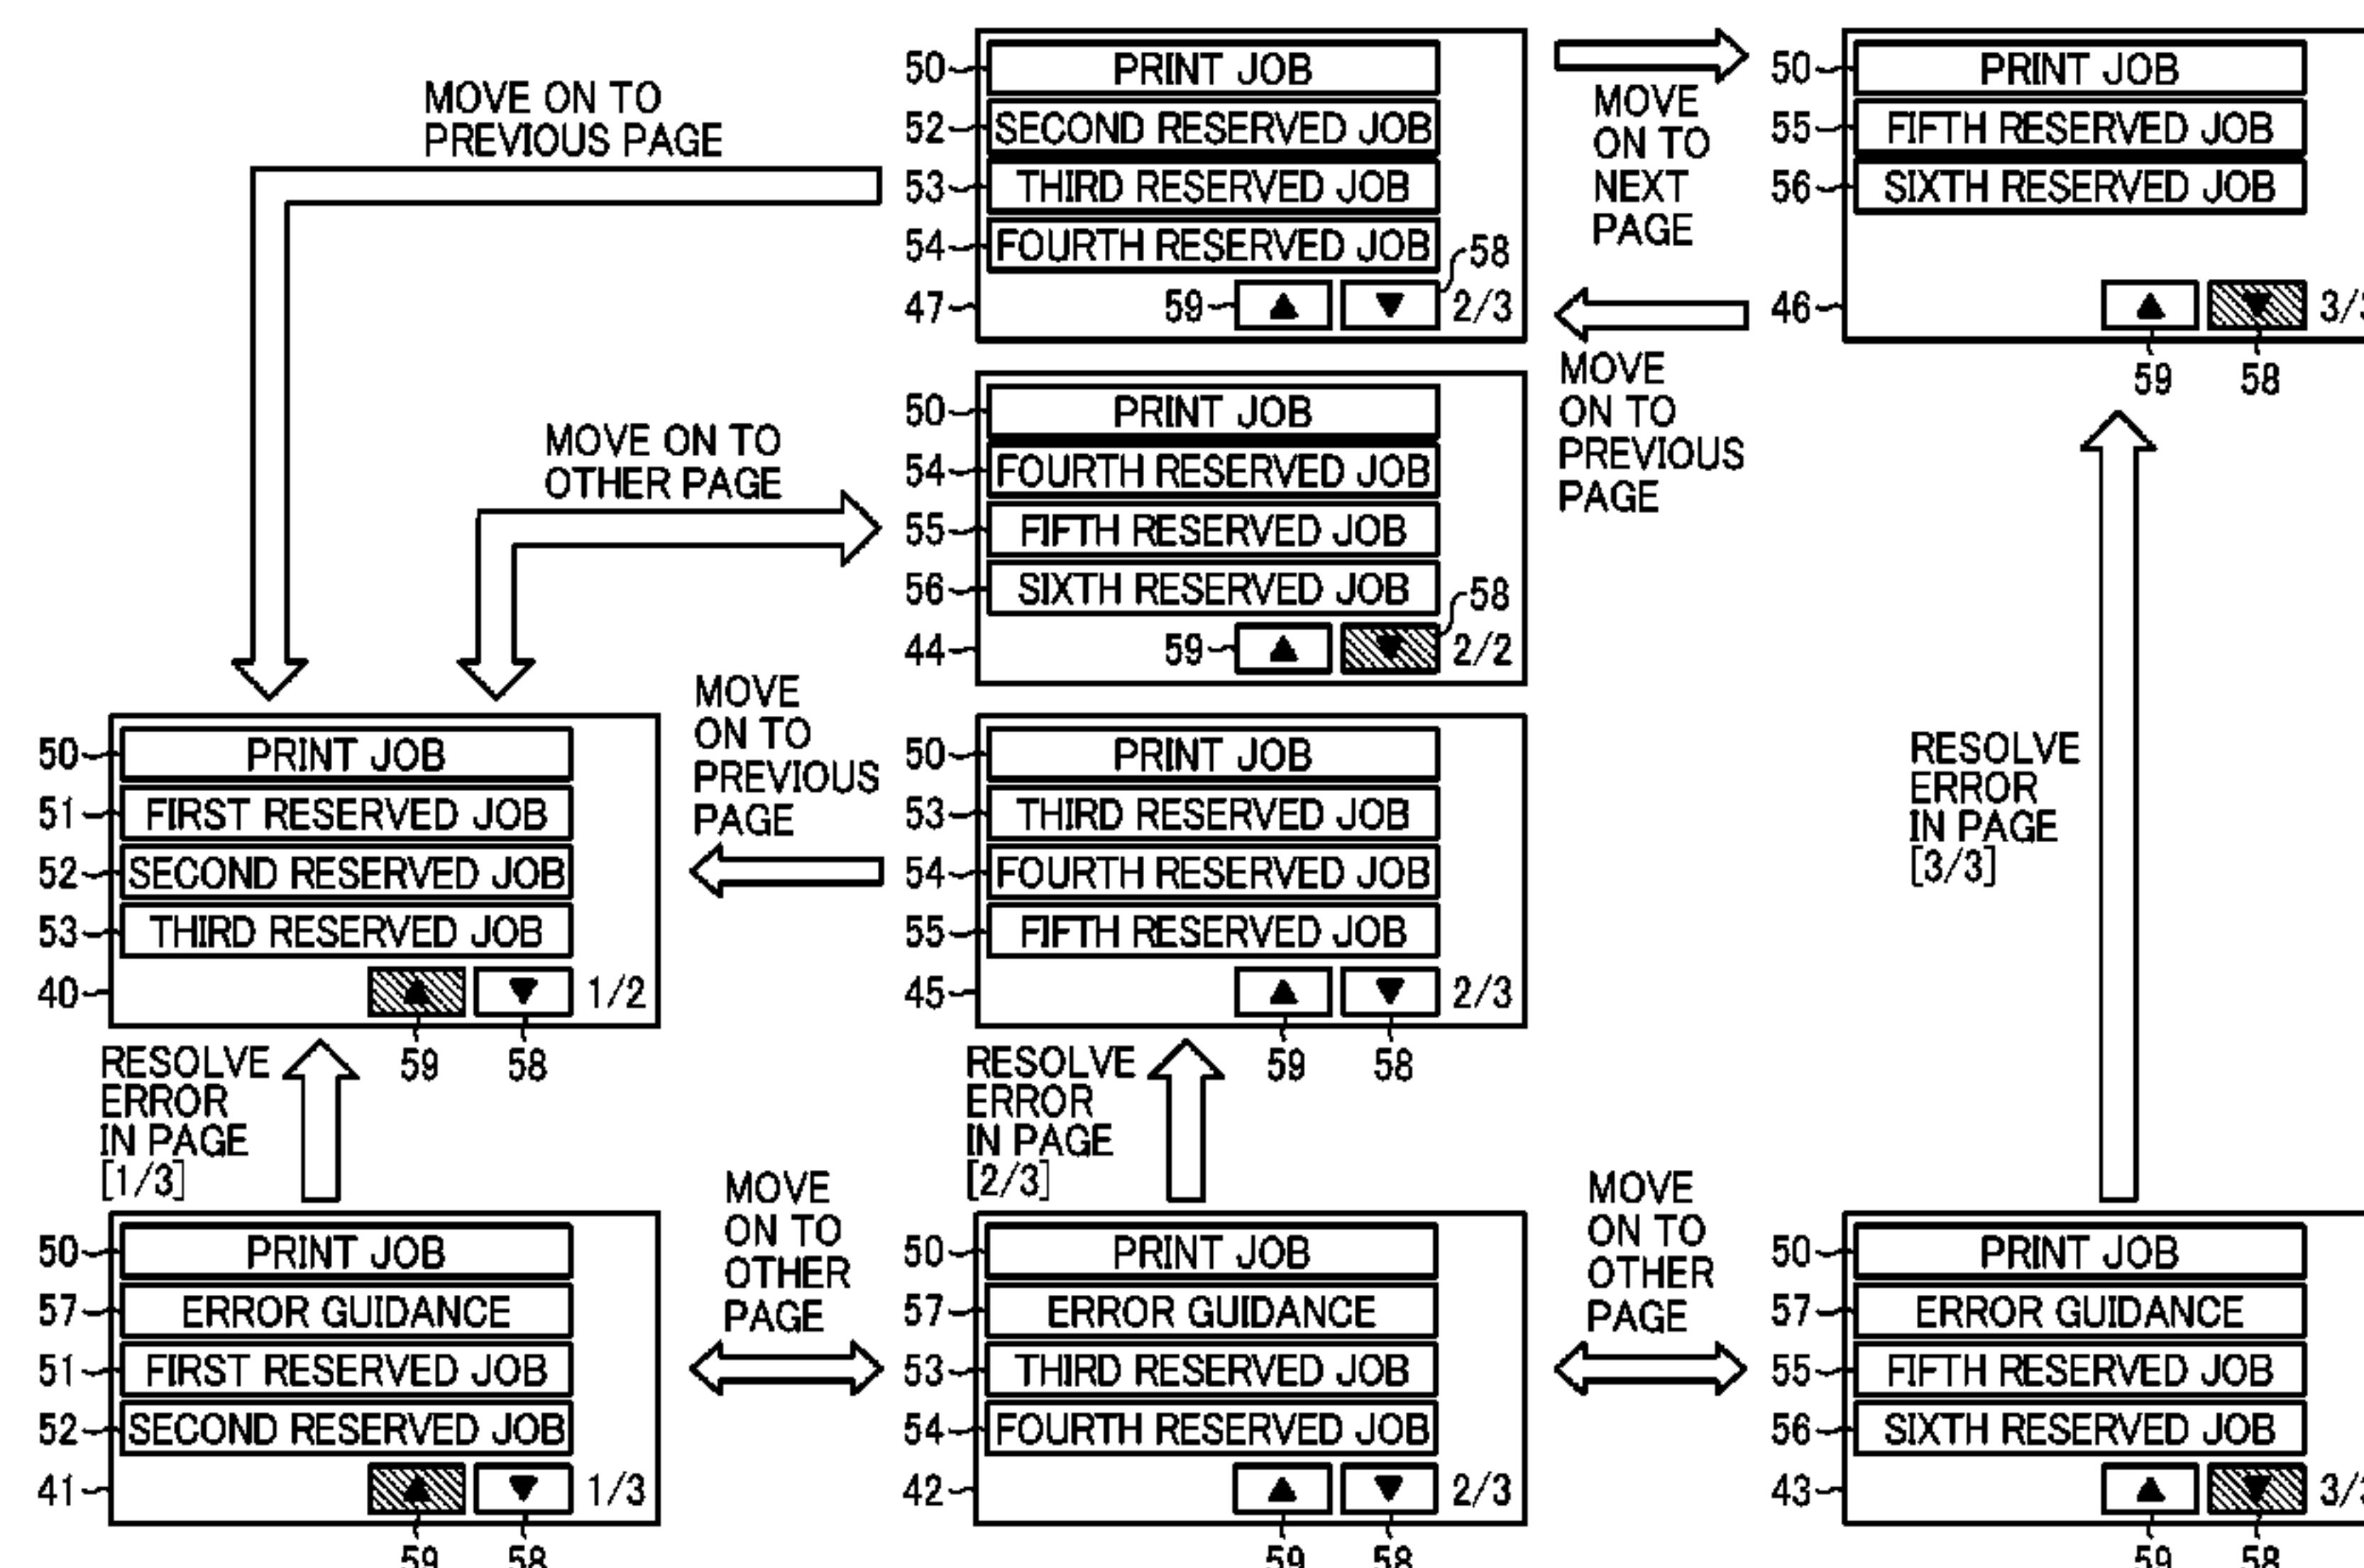 MOVE ON TO
PREVIOUS PAGE
50
PRINT JOB
52
SECOND RESERVED JOB
53
THIRD RESERVED JOB
54
FOURTH RESERVED JOB
58
47
59
▲
▼
2/3
MOVE
ON TO
NEXT
PAGE
50
PRINT JOB
55
FIFTH RESERVED JOB
56
SIXTH RESERVED JOB
46
▲
▼
3/3
59
58
MOVE
ON TO
PREVIOUS
PAGE
MOVE ON TO
OTHER PAGE
50
PRINT JOB
54
FOURTH RESERVED JOB
55
FIFTH RESERVED JOB
56
SIXTH RESERVED JOB
58
44
59
▲
▼
2/2
50
PRINT JOB
51
FIRST RESERVED JOB
52
SECOND RESERVED JOB
53
THIRD RESERVED JOB
40
▲
▼
1/2
59
58
MOVE
ON TO
PREVIOUS
PAGE
50
PRINT JOB
53
THIRD RESERVED JOB
54
FOURTH RESERVED JOB
55
FIFTH RESERVED JOB
45
▲
▼
2/3
59
58
RESOLVE
ERROR
IN PAGE
[3/3]
RESOLVE
ERROR
IN PAGE
[1/3]
RESOLVE
ERROR
IN PAGE
[2/3]
50
PRINT JOB
57
ERROR GUIDANCE
51
FIRST RESERVED JOB
52
SECOND RESERVED JOB
41
▲
▼
1/3
59
58
MOVE
ON TO
OTHER
PAGE
50
PRINT JOB
57
ERROR GUIDANCE
53
THIRD RESERVED JOB
54
FOURTH RESERVED JOB
42
▲
▼
2/3
59
58
MOVE
ON TO
OTHER
PAGE
50
PRINT JOB
57
ERROR GUIDANCE
55
FIFTH RESERVED JOB
56
SIXTH RESERVED JOB
43
▲
▼
3/3
59
58